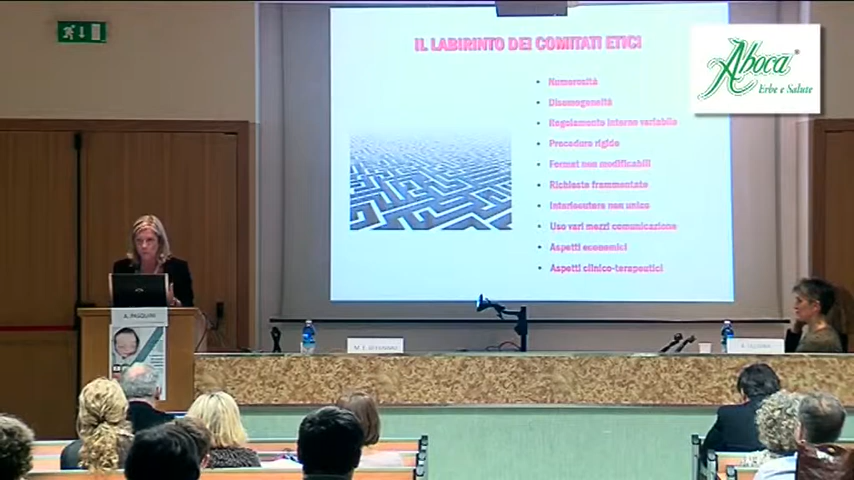 IL LABIRINTO DEI COMITATI ETICI
• Numerosità
• Disomogeneità
• Regolamento interno variabile
• Procedure rigide
• Format non modificabili
• Richieste frammentate
• Interlocutore non unico
• Uso vari mezzi comunicazione
• Aspetti economici
• Aspetti clinico-terapeutici
Aboca®
Erbe e Salute
A. PASQUINI